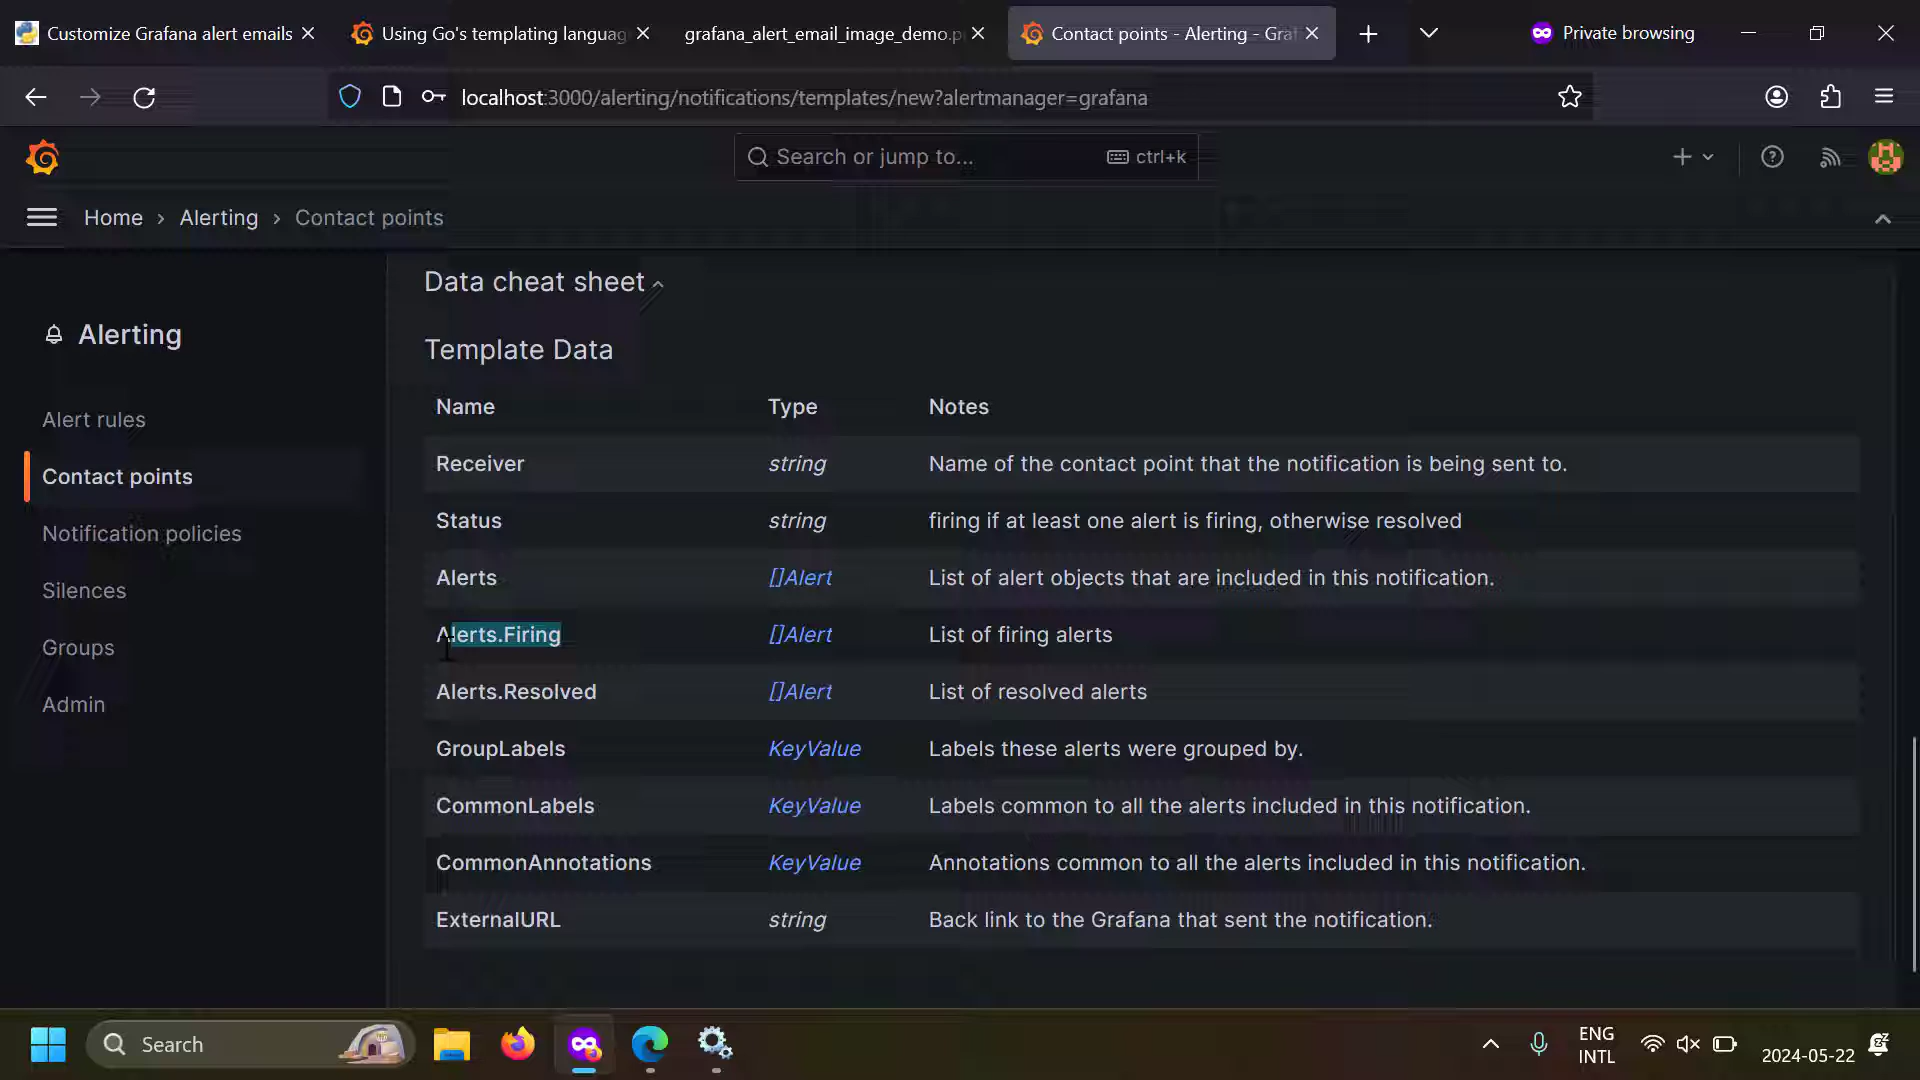 Customize Grafana alert emails
Using Go's templating languag
grafana_alert_email_image_demo.p
Contact points - Alerting - Graf
Private browsing
localhost:3000/alerting/notifications/templates/new?alertmanager=grafana
Search or jump to...
ctrl+k
Home › Alerting › Contact points
Alerting
Alert rules
Contact points
Notification policies
Silences
Groups
Admin
Data cheat sheet
Template Data
Name Type Notes
Receiver string Name of the contact point that the notification is being sent to.
Status string firing if at least one alert is firing, otherwise resolved
Alerts []Alert List of alert objects that are included in this notification.
Alerts.Firing []Alert List of firing alerts
Alerts.Resolved []Alert List of resolved alerts
GroupLabels KeyValue Labels these alerts were grouped by.
CommonLabels KeyValue Labels common to all the alerts included in this notification.
CommonAnnotations KeyValue Annotations common to all the alerts included in this notification.
ExternalURL string Back link to the Grafana that sent the notification.
Search
ENG
INTL
2024-05-22